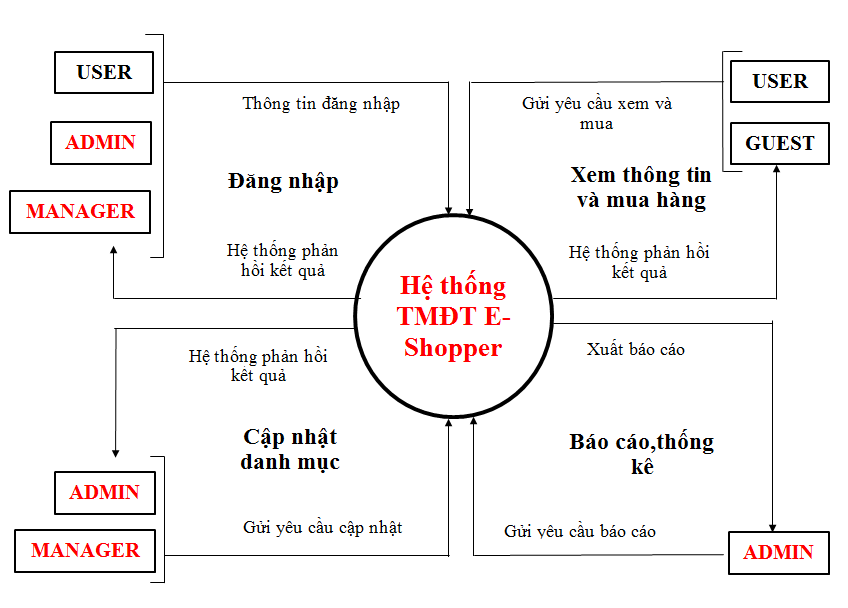 USER
ADMIN
MANAGER
Thông tin đăng nhập
Đăng nhập
Hệ thống phản
hồi kết quả
USER
GUEST
Gửi yêu cầu xem và
mua
Xem thông tin
và mua hàng
Hệ thống phản hồi
kết quả
Hệ thống
TMĐT E-
Shopper
Hệ thống phản hồi
kết quả
Cập nhật
danh mục
ADMIN
MANAGER
Gửi yêu cầu cập nhật
Xuất báo cáo
Báo cáo,thống
kê
Gửi yêu cầu báo cáo
ADMIN